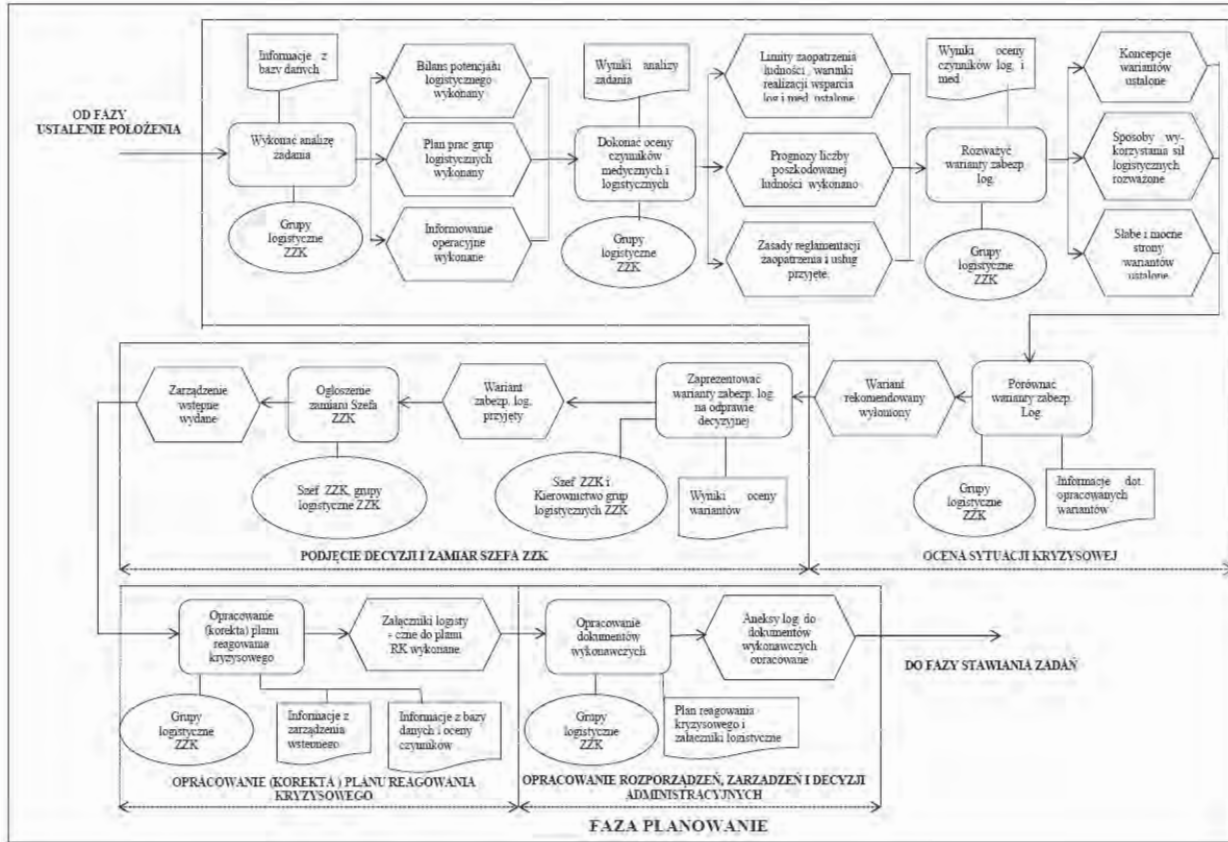 Informacje z
bazy danych
Bilans potencjału
logistycznego
wykonany
Wyniki analizy
zadania
Limity zaopatrzenia
ludności, warunki
realizacji wsparcia
log i med. ustalone
Wyniki oceny
czynników log. i
med.
Koncepcje
wariantów
ustalone
OD FAZY
USTALENIE POŁOŻENIA
Wykonać analizę
zadania
Plan prac grup
logistycznych
wykonany
Dokonać oceny
czynników
medycznych i
logistycznych
Prognozy liczby
poszkodowanej
ludności wykonano
Rozważyć
warianty zabezp.
log.
Sposoby wy-
korzystania sił
logistycznych
rozważone
Grupy
logistyczne
ZZK
Informowanie
operacyjne
wykonane
Grupy
logistyczne
ZZK
Zasady reglamentacji
zaopatrzenia i usług
przyjęte.
Grupy
logistyczne
ZZK
Słabe i mocne
strony
wariantów
ustalone
Zarządzenie
wstępne
wydane
Ogłoszenie
zamiaru Szefa
ZZK
Wariant
zabezp. log.
przyjęty
Zaprezentować
warianty zabezp. log.
na odprawie
decyzyjnej
Wariant
rekomendowany
wyłoniony
Porównać
warianty zabezp.
Log.
Szef ZZK, grupy
logistyczne ZZK
Szef ZZK i
Kierownictwo grup
logistycznych ZZK
Wyniki oceny
wariantów
Grupy
logistyczne
ZZK
Informacje dot.
opracowanych
wariantów
PODJĘCIE DECYZJI I ZAMIAR SZEFA ZZK
OCENA SYTUACJI KRYZYSOWEJ
Opracowanie
(korekta) planu
reagowania
kryzysowego
Załączniki logisty
- czne do planu
RK wykonane
Opracowanie
dokumentów
wykonawczych
Aneksy log. do
dokumentów
wykonawczych
opracowane
DO FAZY STAWIANIA ZADAŃ
Grupy
logistyczne
ZZK
Informacje z
zarządzenia
wstępnego
Informacje z bazy
danych i oceny
czynników
Grupy
logistyczne
ZZK
Plan reagowania
kryzysowego i
załączniki logistyczne
OPRACOWANIE (KOREKTA ) PLANU REAGOWANIA
KRYZYSOWEGO
OPRACOWANIE ROZPORZĄDZEŃ, ZARZĄDZEŃ I DECYZJI
ADMINISTRACYJNYCH
FAZA PLANOWANIE